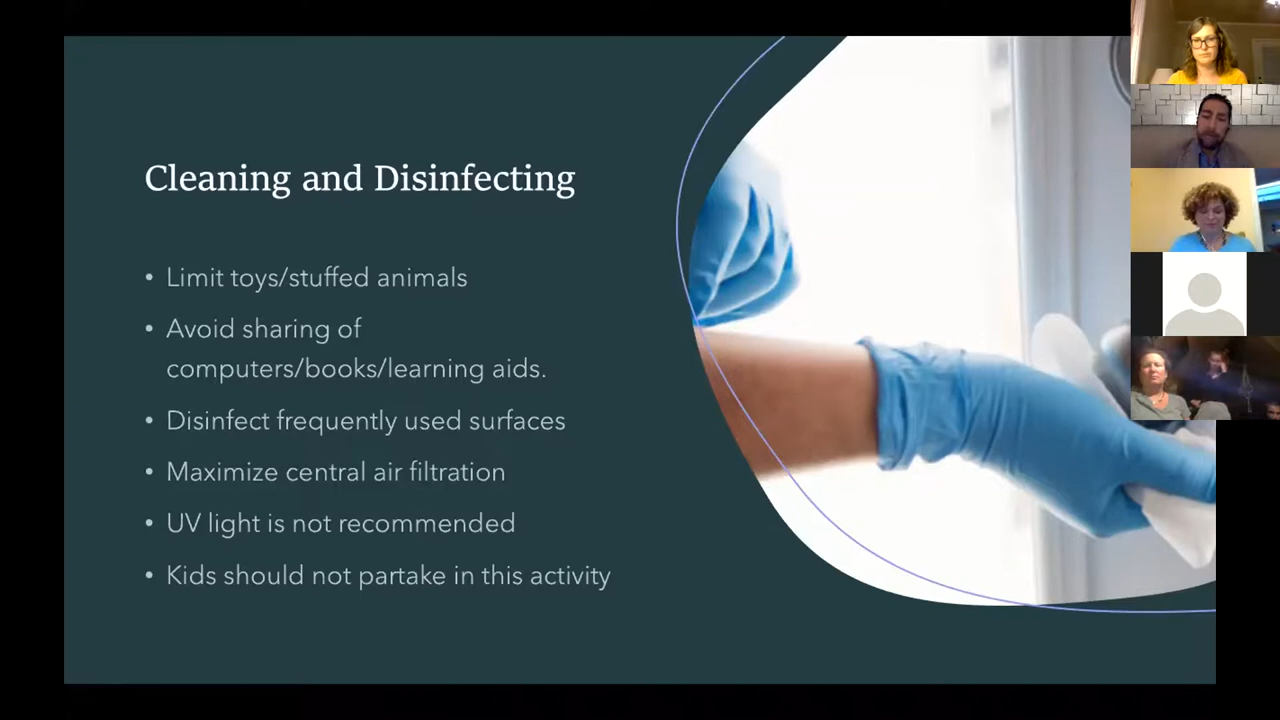 Cleaning and Disinfecting
• Limit toys/stuffed animals
• Avoid sharing of
computers/books/learning aids.
• Disinfect frequently used surfaces
• Maximize central air filtration
• UV light is not recommended
• Kids should not partake in this activity